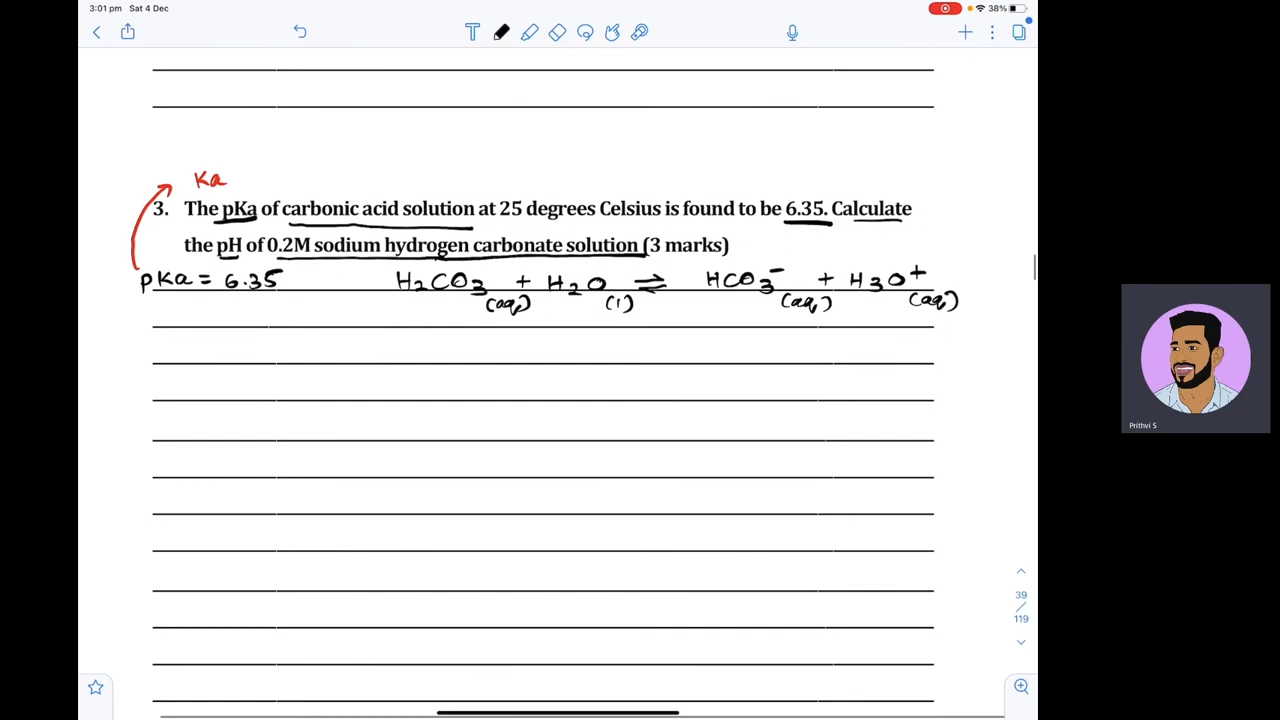 3:01 pm Sat 4 Dec
38%
T
Ka
3. The pKa of carbonic acid solution at 25 degrees Celsius is found to be 6.35. Calculate
the pH of 0.2M sodium hydrogen carbonate solution (3 marks)
pKa = 6.35 H₂CO₃ (aq) + H₂O (l) ⇌ HCO₃⁻ (aq) + H₃O⁺ (aq)
39
/
119
Prithvi S